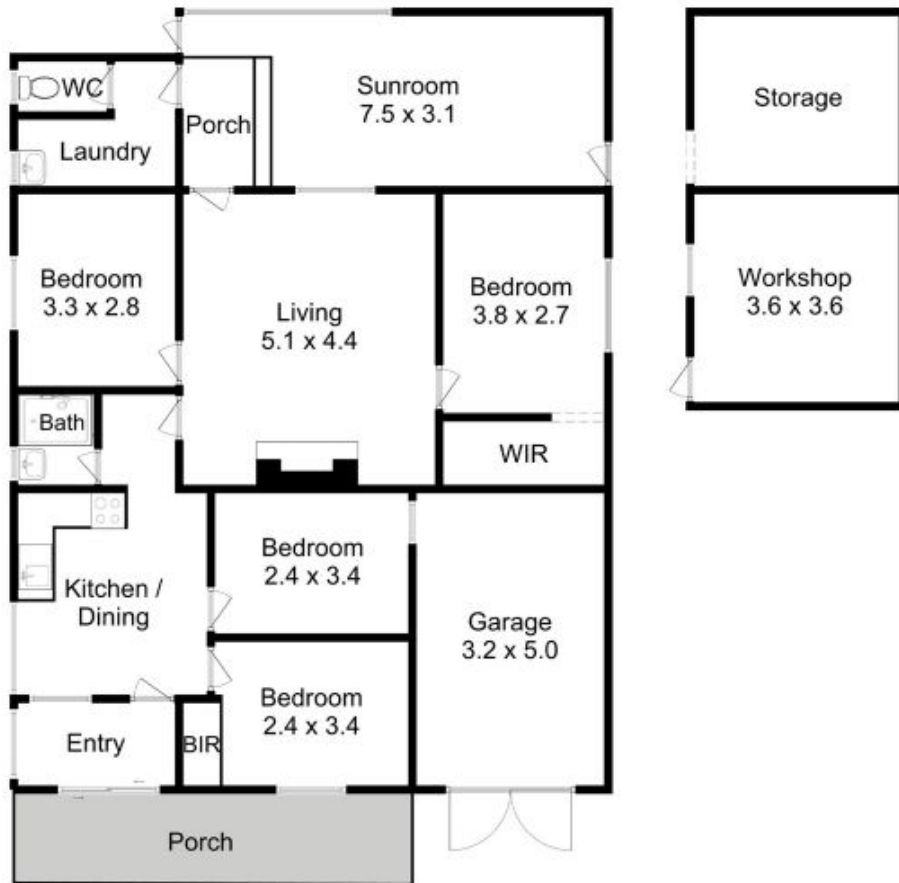 WC
Sunroom
7.5 x 3.1
Storage
Porch
Laundry
Bedroom
3.3 x 2.8
Living
5.1 x 4.4
Bedroom
3.8 x 2.7
Workshop
3.6 x 3.6
Bath
WIR
Kitchen /
Dining
Bedroom
2.4 x 3.4
Garage
3.2 x 5.0
Bedroom
2.4 x 3.4
Entry
BIR
Porch